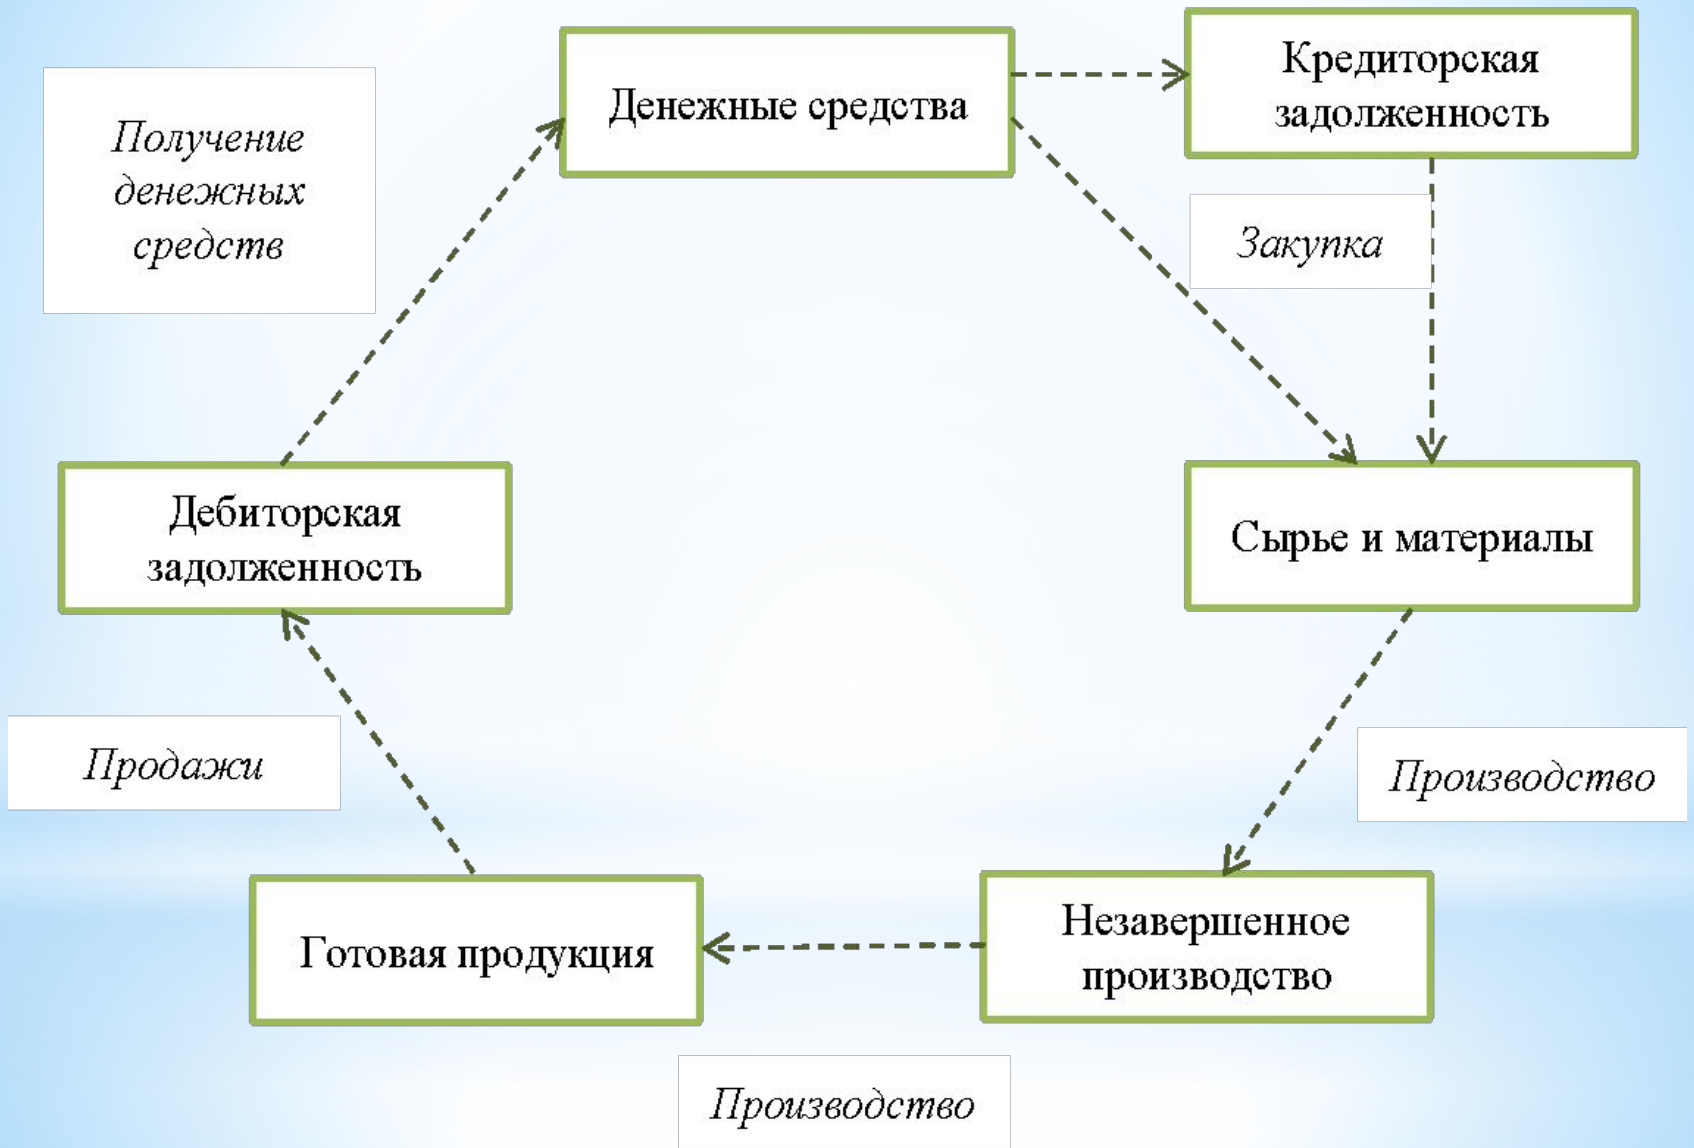 Денежные средства
Кредиторская
задолженность
Получение
денежных
средств
Закупка
Дебиторская
задолженность
Сырье и материалы
Продажи
Производство
Готовая продукция
Незавершенное
производство
Производство